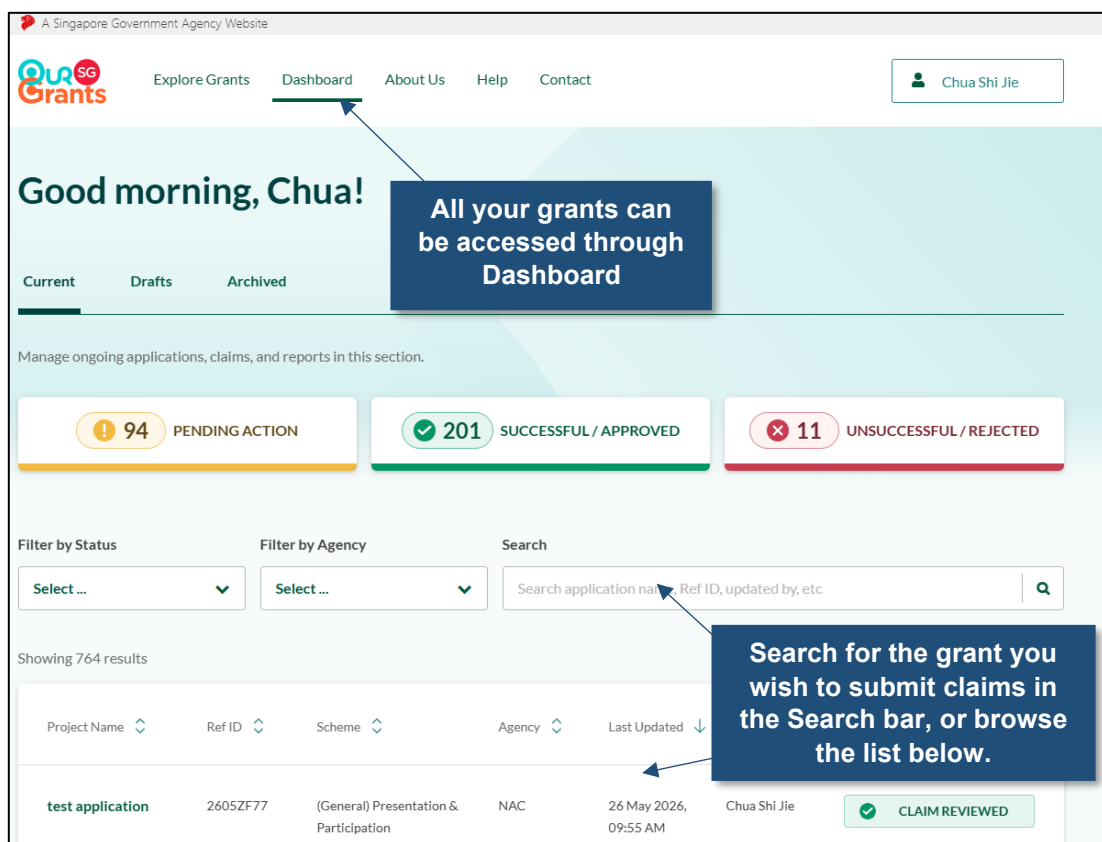 A Singapore Government Agency Website
OUR SG
Grants
Explore Grants Dashboard About Us Help Contact
Chua Shi Jie
Good morning, Chua!
All your grants can
be accessed through
Dashboard
Current Drafts Archived
Manage ongoing applications, claims, and reports in this section.
94 PENDING ACTION
201 SUCCESSFUL / APPROVED
11 UNSUCCESSFUL / REJECTED
Filter by Status Filter by Agency Search
Select ... Select ... Search application name, Ref ID, updated by, etc
Showing 764 results
Search for the grant you
wish to submit claims in
the Search bar, or browse
the list below.
Project Name Ref ID Scheme Agency Last Updated
test application 2605ZF77 (General) Presentation & NAC 26 May 2026, Chua Shi Jie CLAIM REVIEWED
Participation 09:55 AM